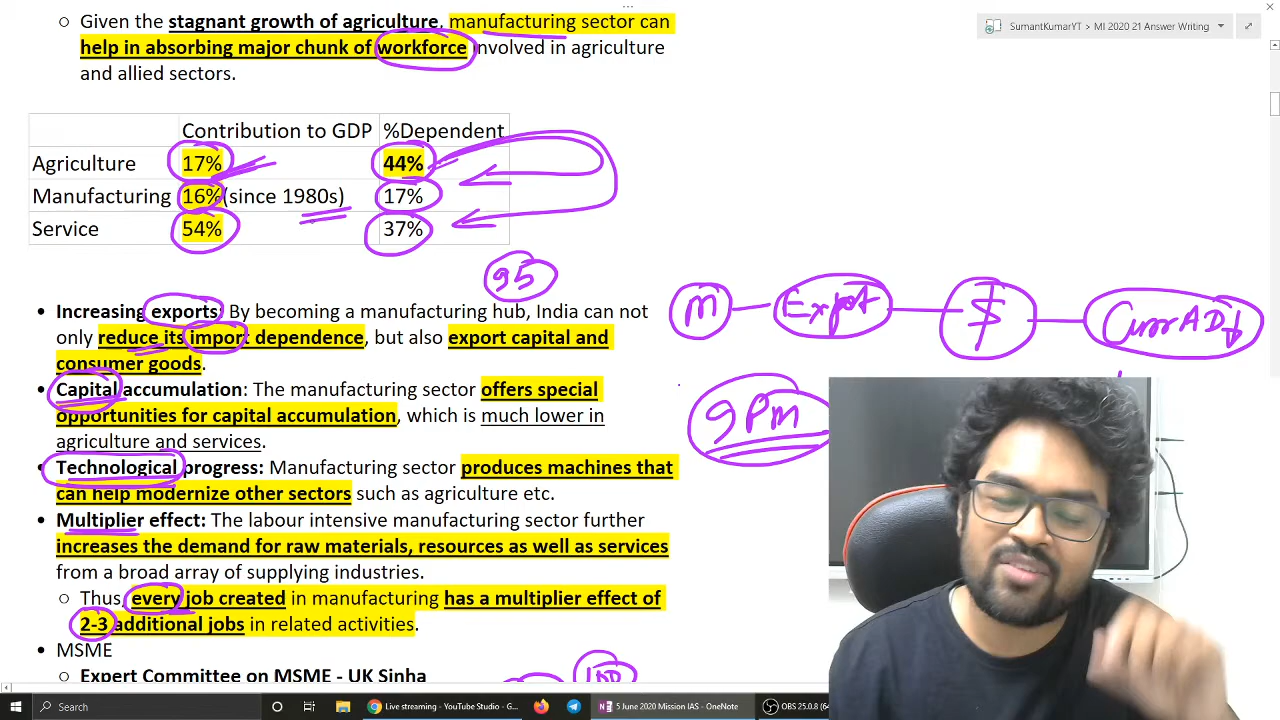 Given the stagnant growth of agriculture, manufacturing sector can
help in absorbing major chunk of workforce involved in agriculture
and allied sectors.
SumantKumarYT > MI 2020 21 Answer Writing
Contribution to GDP %Dependent
Agriculture 17% 44%
Manufacturing 16% (since 1980s) 17%
Service 54% 37%
95
Increasing exports: By becoming a manufacturing hub, India can not
only reduce its import dependence, but also export capital and
consumer goods.
M Export $
Capital accumulation: The manufacturing sector offers special
opportunities for capital accumulation, which is much lower in
agriculture and services.
9 PM
Technological progress: Manufacturing sector produces machines that
can help modernize other sectors such as agriculture etc.
Multiplier effect: The labour intensive manufacturing sector further
increases the demand for raw materials, resources as well as services
from a broad array of supplying industries.
Thus, every job created in manufacturing has a multiplier effect of
2-3 additional jobs in related activities.
MSME
Expert Committee on MSME - UK Sinha
Search
Live streaming - YouTube Studio - G...
5 June 2020 Mission IAS - OneNote
OBS 25.0.8 (64